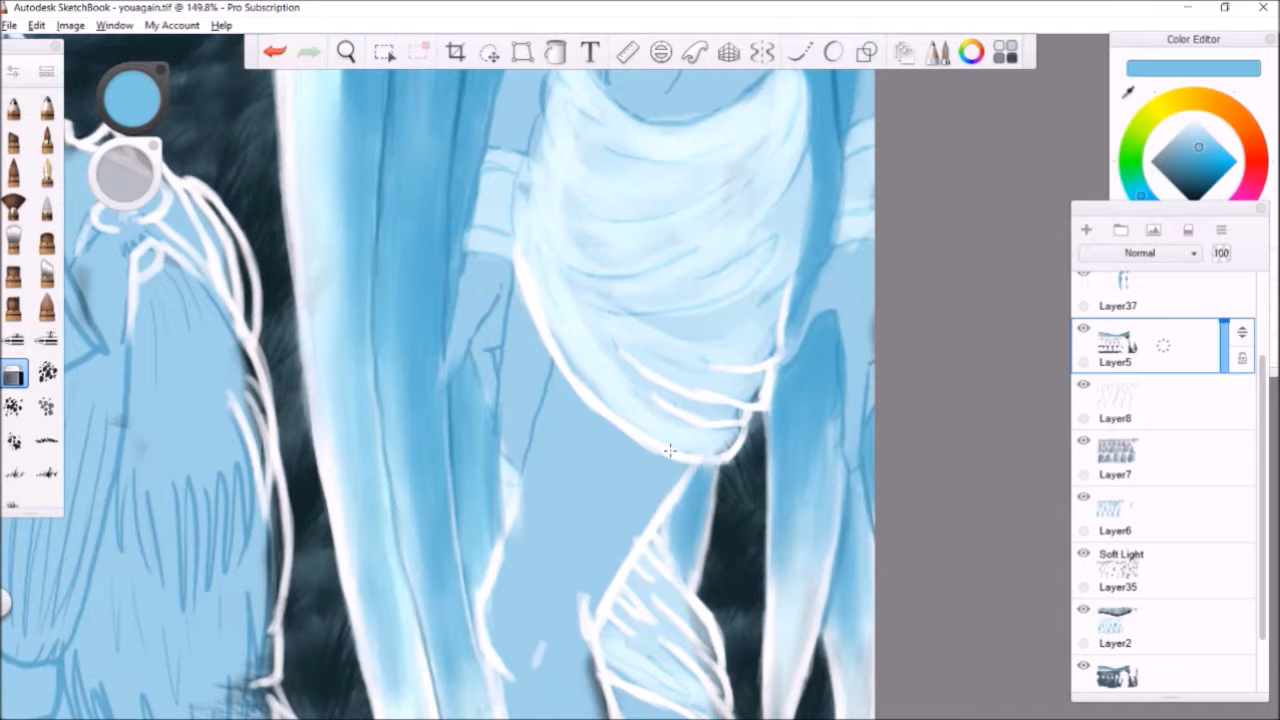 Autodesk SketchBook - youagain.tif @ 149.8% - Pro Subscription
File Edit Image Window My Account Help
T
Color Editor
Normal 100
Layer37
Layer5
Layer8
Layer7
Layer6
Soft Light
Layer35
Layer2